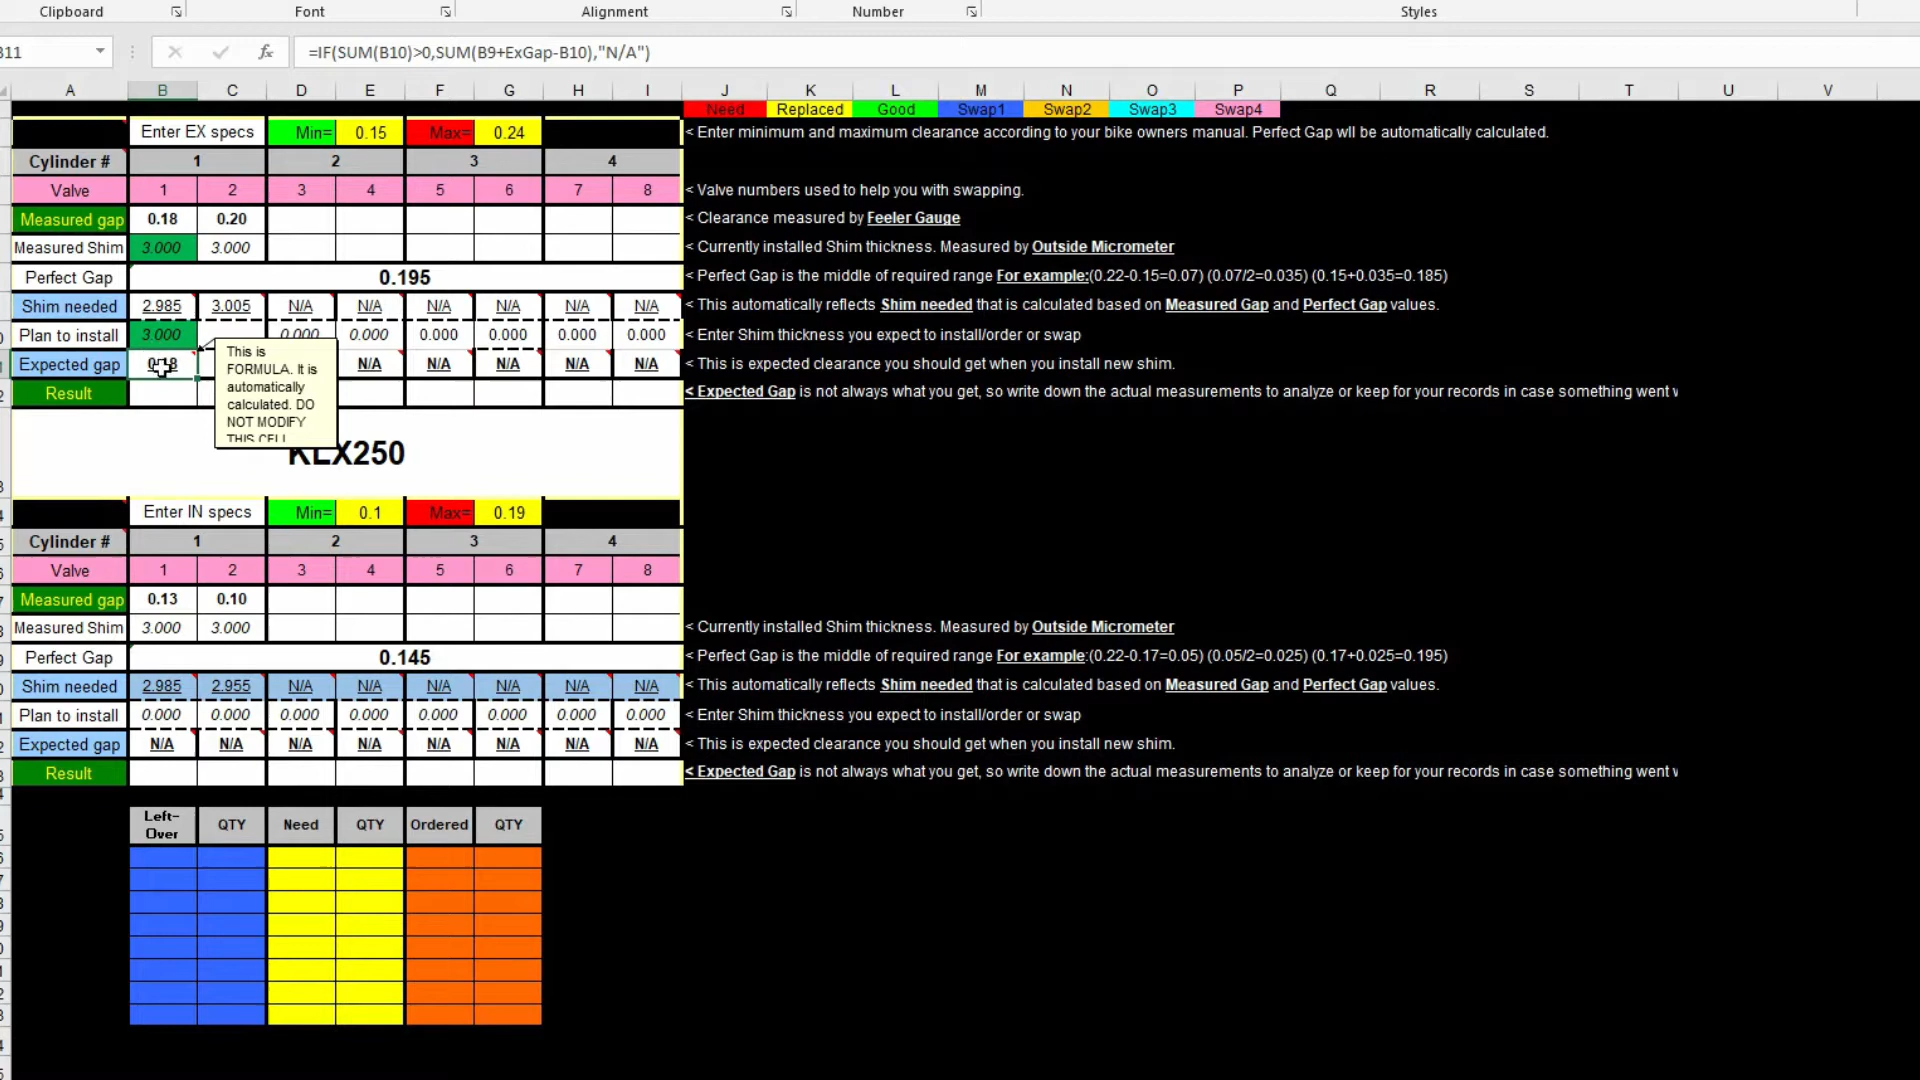 Clipboard Font Alignment Number Styles
B11 fx =IF(SUM(B10)>0,SUM(B9+ExGap-B10),"N/A")
A B C D E F G H I J K L M N O P Q R S T U V
Need Replaced Good Swap1 Swap2 Swap3 Swap4
Enter EX specs Min= 0.15 Max= 0.24 < Enter minimum and maximum clearance according to your bike owners manual. Perfect Gap will be automatically calculated.
Cylinder # 1 2 3 4
Valve 1 2 3 4 5 6 7 8 < Valve numbers used to help you with swapping.
Measured gap 0.18 0.20 < Clearance measured by Feeler Gauge
Measured Shim 3.000 3.000 < Currently installed Shim thickness. Measured by Outside Micrometer
Perfect Gap 0.195 < Perfect Gap is the middle of required range For example:(0.22-0.15=0.07) (0.07/2=0.035) (0.15+0.035=0.185)
Shim needed 2.985 3.005 N/A N/A N/A N/A N/A N/A < This automatically reflects Shim needed that is calculated based on Measured Gap and Perfect Gap values.
Plan to install 3.000 0.000 0.000 0.000 0.000 0.000 0.000 < Enter Shim thickness you expect to install/order or swap
Expected gap 0.18 N/A N/A N/A N/A N/A < This is expected clearance you should get when you install new shim.
Result < Expected Gap is not always what you get, so write down the actual measurements to analyze or keep for your records in case something went
This is
FORMULA. It is
automatically
calculated. DO
NOT MODIFY
THIS CELL
KLX250
Enter IN specs Min= 0.1 Max= 0.19
Cylinder # 1 2 3 4
Valve 1 2 3 4 5 6 7 8
Measured gap 0.13 0.10
Measured Shim 3.000 3.000 < Currently installed Shim thickness. Measured by Outside Micrometer
Perfect Gap 0.145 < Perfect Gap is the middle of required range For example:(0.22-0.17=0.05) (0.05/2=0.025) (0.17+0.025=0.195)
Shim needed 2.985 2.955 N/A N/A N/A N/A N/A N/A < This automatically reflects Shim needed that is calculated based on Measured Gap and Perfect Gap values.
Plan to install 0.000 0.000 0.000 0.000 0.000 0.000 0.000 0.000 < Enter Shim thickness you expect to install/order or swap
Expected gap N/A N/A N/A N/A N/A N/A N/A N/A < This is expected clearance you should get when you install new shim.
Result < Expected Gap is not always what you get, so write down the actual measurements to analyze or keep for your records in case something went
Left-
Over QTY Need QTY Ordered QTY